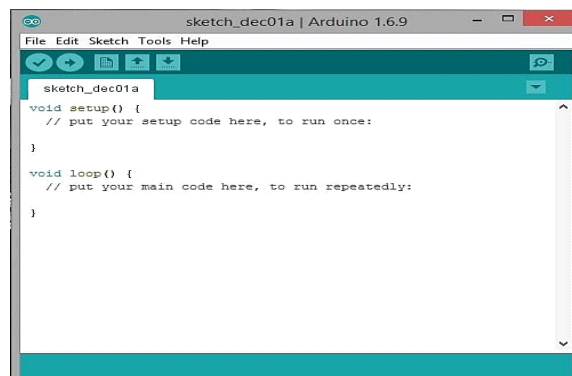 sketch_dec01a | Arduino 1.6.9
File Edit Sketch Tools Help
sketch_dec01a
void setup() {
  // put your setup code here, to run once:

}

void loop() {
  // put your main code here, to run repeatedly:

}